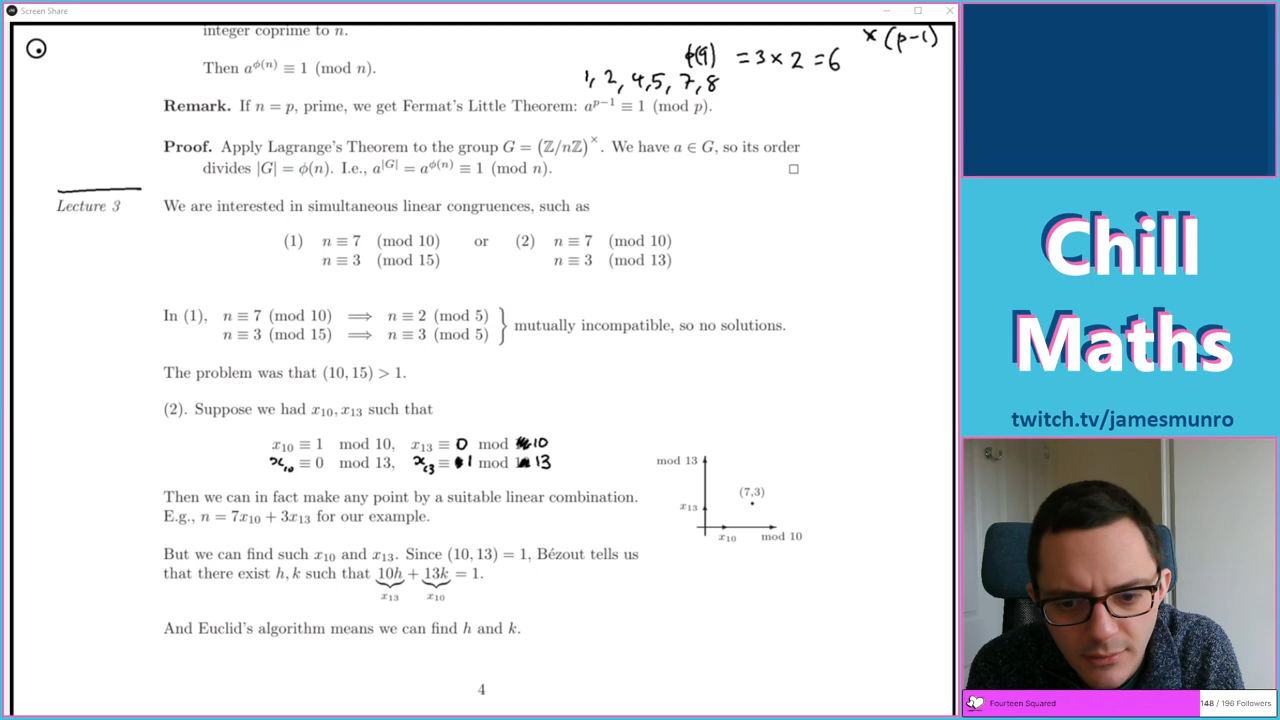 Screen Share
integer coprime to n.
× (p-1)
Then a^{ϕ(n)} ≡ 1 (mod n).
ϕ(9) = 3 × 2 = 6
1, 2, 4, 5, 7, 8
Remark. If n = p, prime, we get Fermat's Little Theorem: a^{p−1} ≡ 1 (mod p).
Proof. Apply Lagrange's Theorem to the group G = (ℤ/nℤ)^×. We have a ∈ G, so its order
divides |G| = ϕ(n). I.e., a^{|G|} = a^{ϕ(n)} ≡ 1 (mod n). □
Lecture 3 We are interested in simultaneous linear congruences, such as
(1) n ≡ 7 (mod 10) or (2) n ≡ 7 (mod 10)
n ≡ 3 (mod 15) n ≡ 3 (mod 13)
In (1), n ≡ 7 (mod 10) ⟹ n ≡ 2 (mod 5)
n ≡ 3 (mod 15) ⟹ n ≡ 3 (mod 5) } mutually incompatible, so no solutions.
The problem was that (10, 15) > 1.
(2). Suppose we had x₁₀, x₁₃ such that
x₁₀ ≡ 1 mod 10, x₁₃ ≡ 0 mod 10
x₁₀ ≡ 0 mod 13, x₁₃ ≡ 1 mod 13
mod 13
(7,3)
x₁₃
x₁₀ mod 10
Then we can in fact make any point by a suitable linear combination.
E.g., n = 7x₁₀ + 3x₁₃ for our example.
But we can find such x₁₀ and x₁₃. Since (10, 13) = 1, Bézout tells us
that there exist h, k such that 10h + 13k = 1.
x₁₃ x₁₀
And Euclid's algorithm means we can find h and k.
4
Chill
Maths
twitch.tv/jamesmunro
Fourteen Squared
148 / 196 Followers